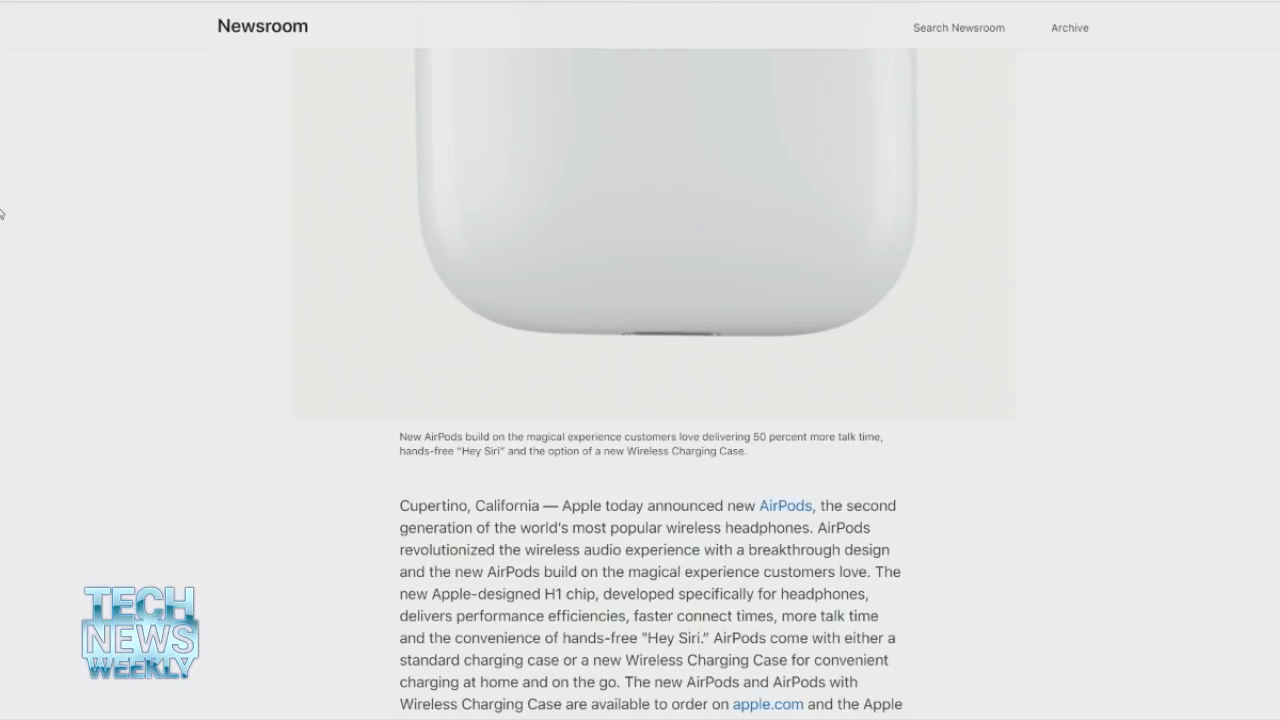 Newsroom
Search Newsroom
Archive
New AirPods build on the magical experience customers love delivering 50 percent more talk time,
hands-free "Hey Siri" and the option of a new Wireless Charging Case.
Cupertino, California — Apple today announced new AirPods, the second
generation of the world's most popular wireless headphones. AirPods
revolutionized the wireless audio experience with a breakthrough design
and the new AirPods build on the magical experience customers love. The
new Apple-designed H1 chip, developed specifically for headphones,
delivers performance efficiencies, faster connect times, more talk time
and the convenience of hands-free "Hey Siri." AirPods come with either a
standard charging case or a new Wireless Charging Case for convenient
charging at home and on the go. The new AirPods and AirPods with
Wireless Charging Case are available to order on apple.com and the Apple
TECH
NEWS
WEEKLY